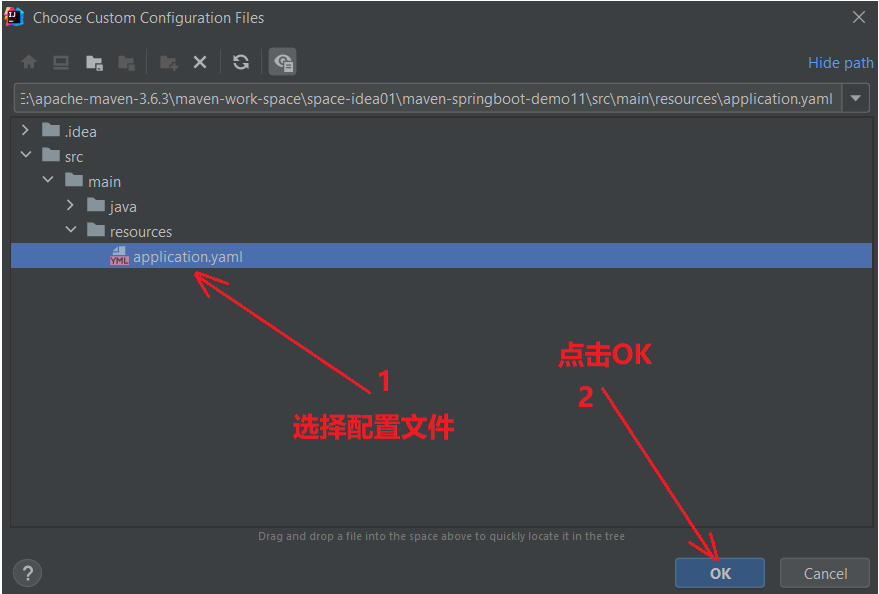 Choose Custom Configuration Files
Hide path
E:\apache-maven-3.6.3\maven-work-space\space-idea01\maven-springboot-demo11\src\main\resources\application.yaml
.idea
src
main
java
resources
YML application.yaml
点击OK
1
2
选择配置文件
Drag and drop a file into the space above to quickly locate it in the tree
?
OK
Cancel